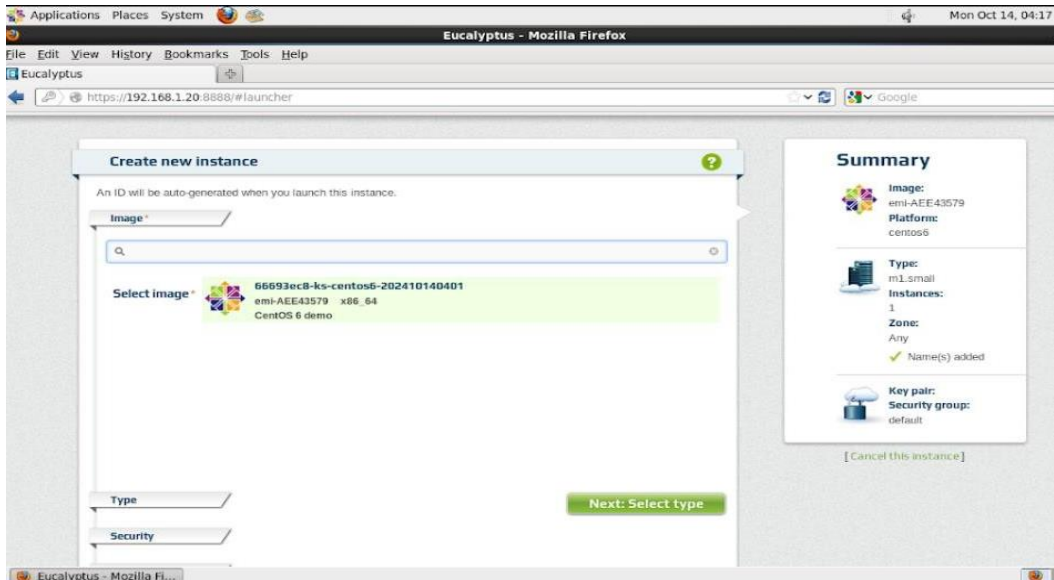 Applications Places System
Mon Oct 14, 04:17
Eucalyptus - Mozilla Firefox
File Edit View History Bookmarks Tools Help
Eucalyptus
https://192.168.1.20:8888/#launcher
Google
Create new instance
?
An ID will be auto-generated when you launch this instance.
Image *
Select image *
66693ec8-ks-centos6-202410140401
emi-AEE43579 x86_64
CentOS 6 demo
Type
Next: Select type
Security
Summary
Image:
emi-AEE43579
Platform:
centos6
Type:
m1.small
Instances:
1
Zone:
Any
Name(s) added
Key pair:
Security group:
default
[ Cancel this instance ]
Eucalyptus - Mozilla Fi...